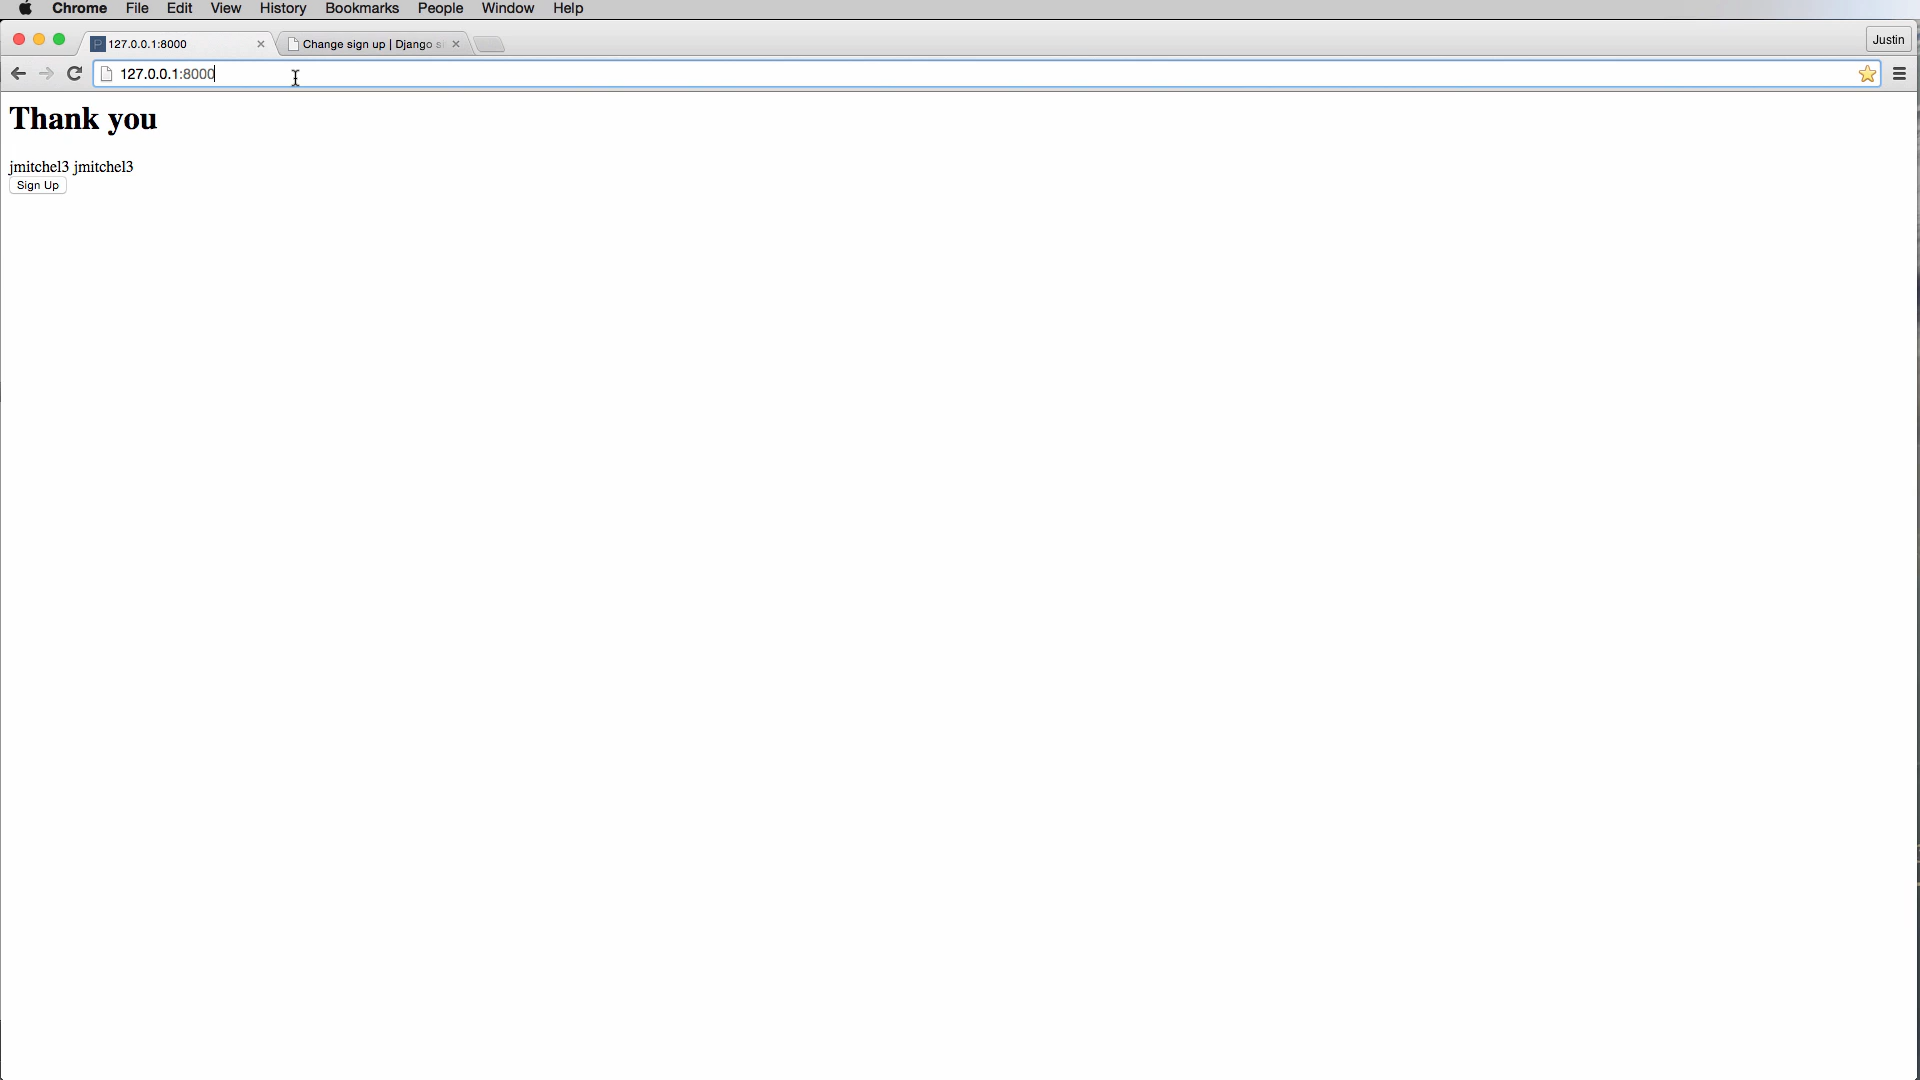 Chrome File Edit View History Bookmarks People Window Help
127.0.0.1:8000 Change sign up | Django s Justin
127.0.0.1:8000
Thank you
jmitchel3 jmitchel3
Sign Up